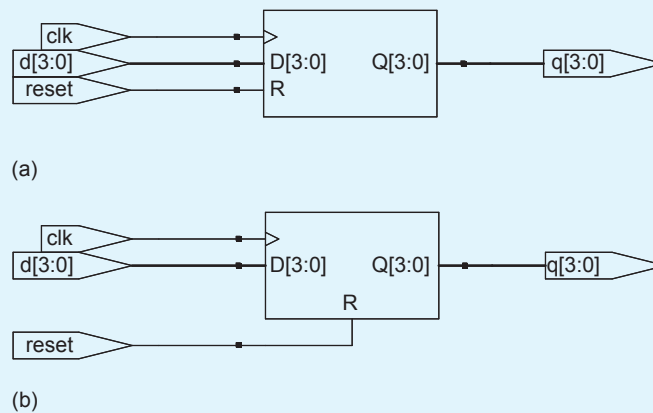 clk
d[3:0] D[3:0] Q[3:0] q[3:0]
reset R
(a)
clk
d[3:0] D[3:0] Q[3:0] q[3:0]
R
reset
(b)